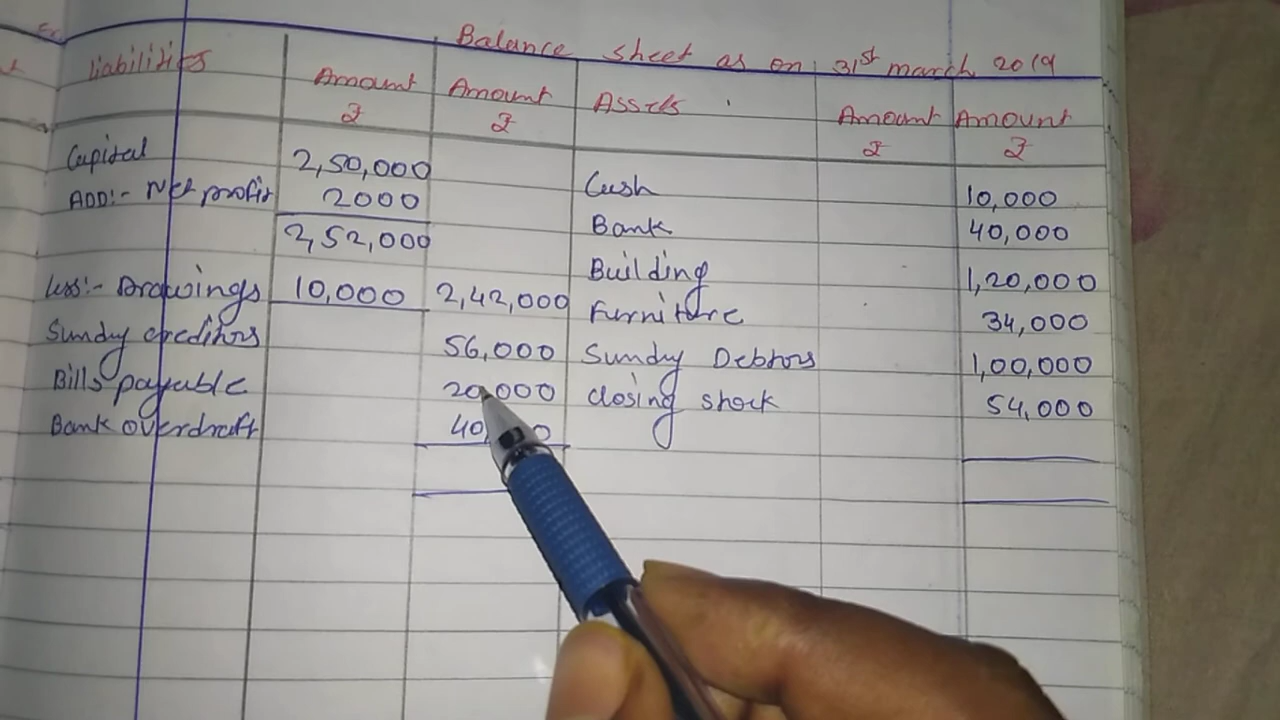 Balance sheet as on 31st march 2019
Liabilities Amount ₹ Amount ₹ Assets Amount ₹ Amount ₹
Capital 2,50,000
Cash 10,000
ADD:- Net profit 2000
Bank 40,000
2,52,000
Building 1,20,000
Less:- Drawings 10,000 2,42,000
Furniture 34,000
Sundry creditors 56,000
Sundry Debtors 1,00,000
Bills payable 20,000
Closing stock 54,000
Bank overdraft